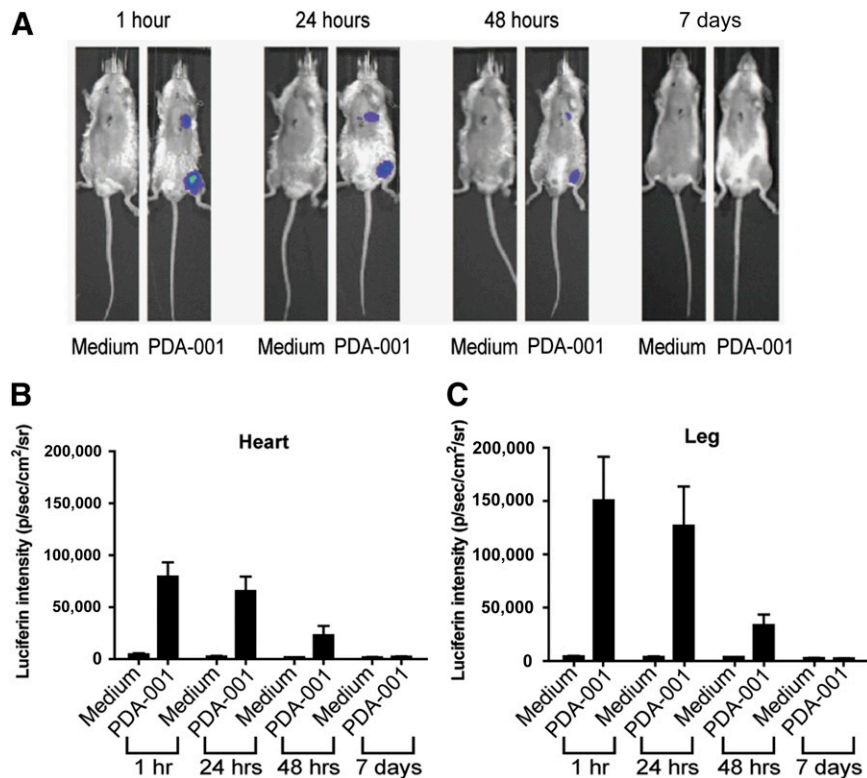 A
1 hour 24 hours 48 hours 7 days
Medium PDA-001 Medium PDA-001 Medium PDA-001 Medium PDA-001
B
Heart
Luciferin intensity (p/sec/cm²/sr)
200,000
150,000
100,000
50,000
0
Medium PDA-001 Medium PDA-001 Medium PDA-001 Medium PDA-001
1 hr 24 hrs 48 hrs 7 days
C
Leg
Luciferin intensity (p/sec/cm²/sr)
200,000
150,000
100,000
50,000
0
Medium PDA-001 Medium PDA-001 Medium PDA-001 Medium PDA-001
1 hr 24 hrs 48 hrs 7 days